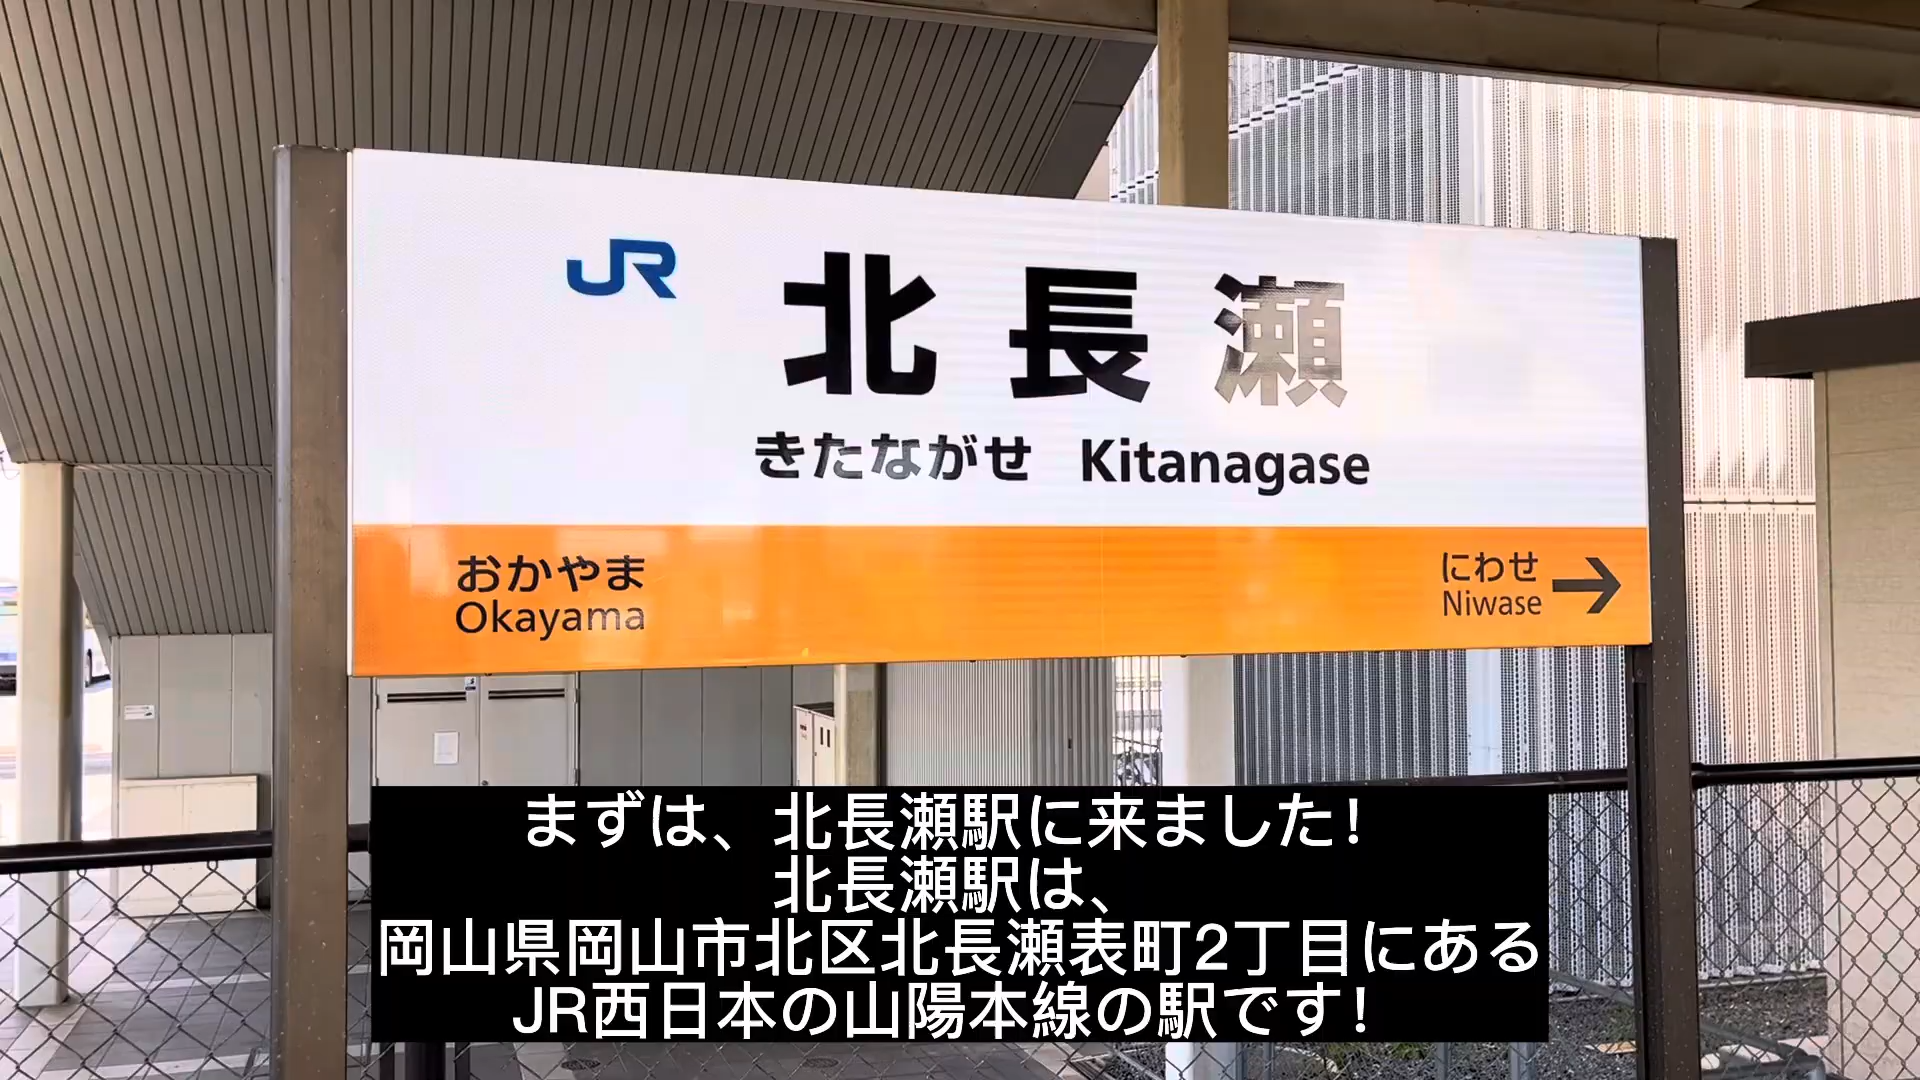 JR
北長瀬
きたながせ Kitanagase
おかやま
Okayama
にわせ →
Niwase
まずは、北長瀬駅に来ました!
北長瀬駅は、
岡山県岡山市北区北長瀬表町2丁目にある
JR西日本の山陽本線の駅です!